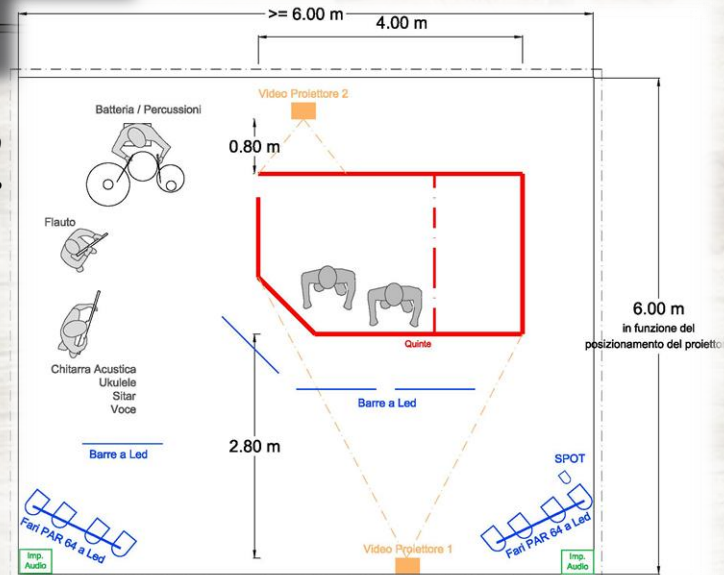 >= 6.00 m
4.00 m
Video Proiettore 2
Batteria / Percussioni
0.80 m
Flauto
6.00 m
in funzione del
posizionamento del
Quinte
Chitarra Acustica
Ukulele
Sitar
Voce
Barre a Led
Barre a Led
2.80 m
SPOT
Fari PAR 64 a Led
Fari PAR 64 a Led
Video Proiettore 1
Imp.
Audio
Imp.
Audio